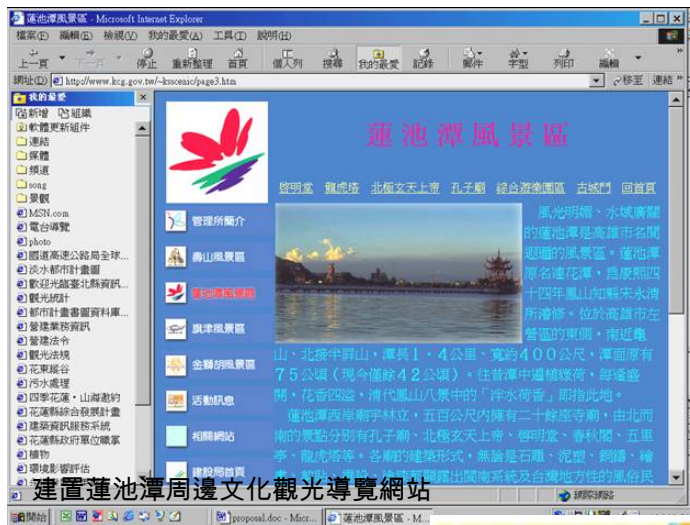 蓮池潭風景區 - Microsoft Internet Explorer
檔案(F) 編輯(E) 檢視(V) 我的最愛(A) 工具(T) 說明(H)
上一頁 下一頁 停止 重新整理 首頁 個人列 搜尋 我的最愛 記錄 郵件 字型 列印 編輯
網址(D) http://www.kcg.gov.tw/~ksscenic/page3.htm 移至 連結
我的最愛
新增 組織
軟體更新組件
連結
媒體
頻道
song
景觀
MSN.com
電台導覽
photo
國道高速公路局全球...
淡水都市計畫圖
歡迎光臨臺北縣資訊...
觀光統計
都市計畫書圖資料庫...
營建業務資訊
營建法令
觀光法規
花東縱谷
污水處理
四季花蓮‧山海邀約
花蓮縣綜合發展計畫
建築資訊服務系統
花蓮縣政府單位職掌
植物
環境影響評估
管理所簡介
壽山風景區
蓮池潭風景區
旗津風景區
金獅湖風景區
活動訊息
相關網站
建設局首頁
蓮池潭風景區
啓明堂 龍虎塔 北極玄天上帝 孔子廟 綜合遊樂園區 古城門 回首頁
風光明媚、水域廣闊
的蓮池潭是高雄市名聞
遐邇的風景區。蓮池潭
原名蓮花潭,爲康熙四
十四年鳳山知縣宋永清
所濬修。位於高雄市左
營區的東側,南近龜
山、北接半屏山,潭長1‧4公里、寬約400公尺,潭面原有
75公頃(現今僅餘42公頃)。往昔潭中遍植綠荷,每逢盛
開,花香四溢,清代鳳山八景中的「泮水荷香」即指此地。
蓮池潭西岸廟宇林立,五百公尺內擁有二十餘座寺廟,由北而
南的景點分別有孔子廟、北極玄天上帝、啓明堂、春秋閣、五里
亭、龍虎塔等。各廟的建築形式,無論是石雕、泥塑、銅鑄、繪
建置蓮池潭周邊文化觀光導覽網站
網際網路
開始 proposal.doc - Micr... 蓮池潭風景區 - M...